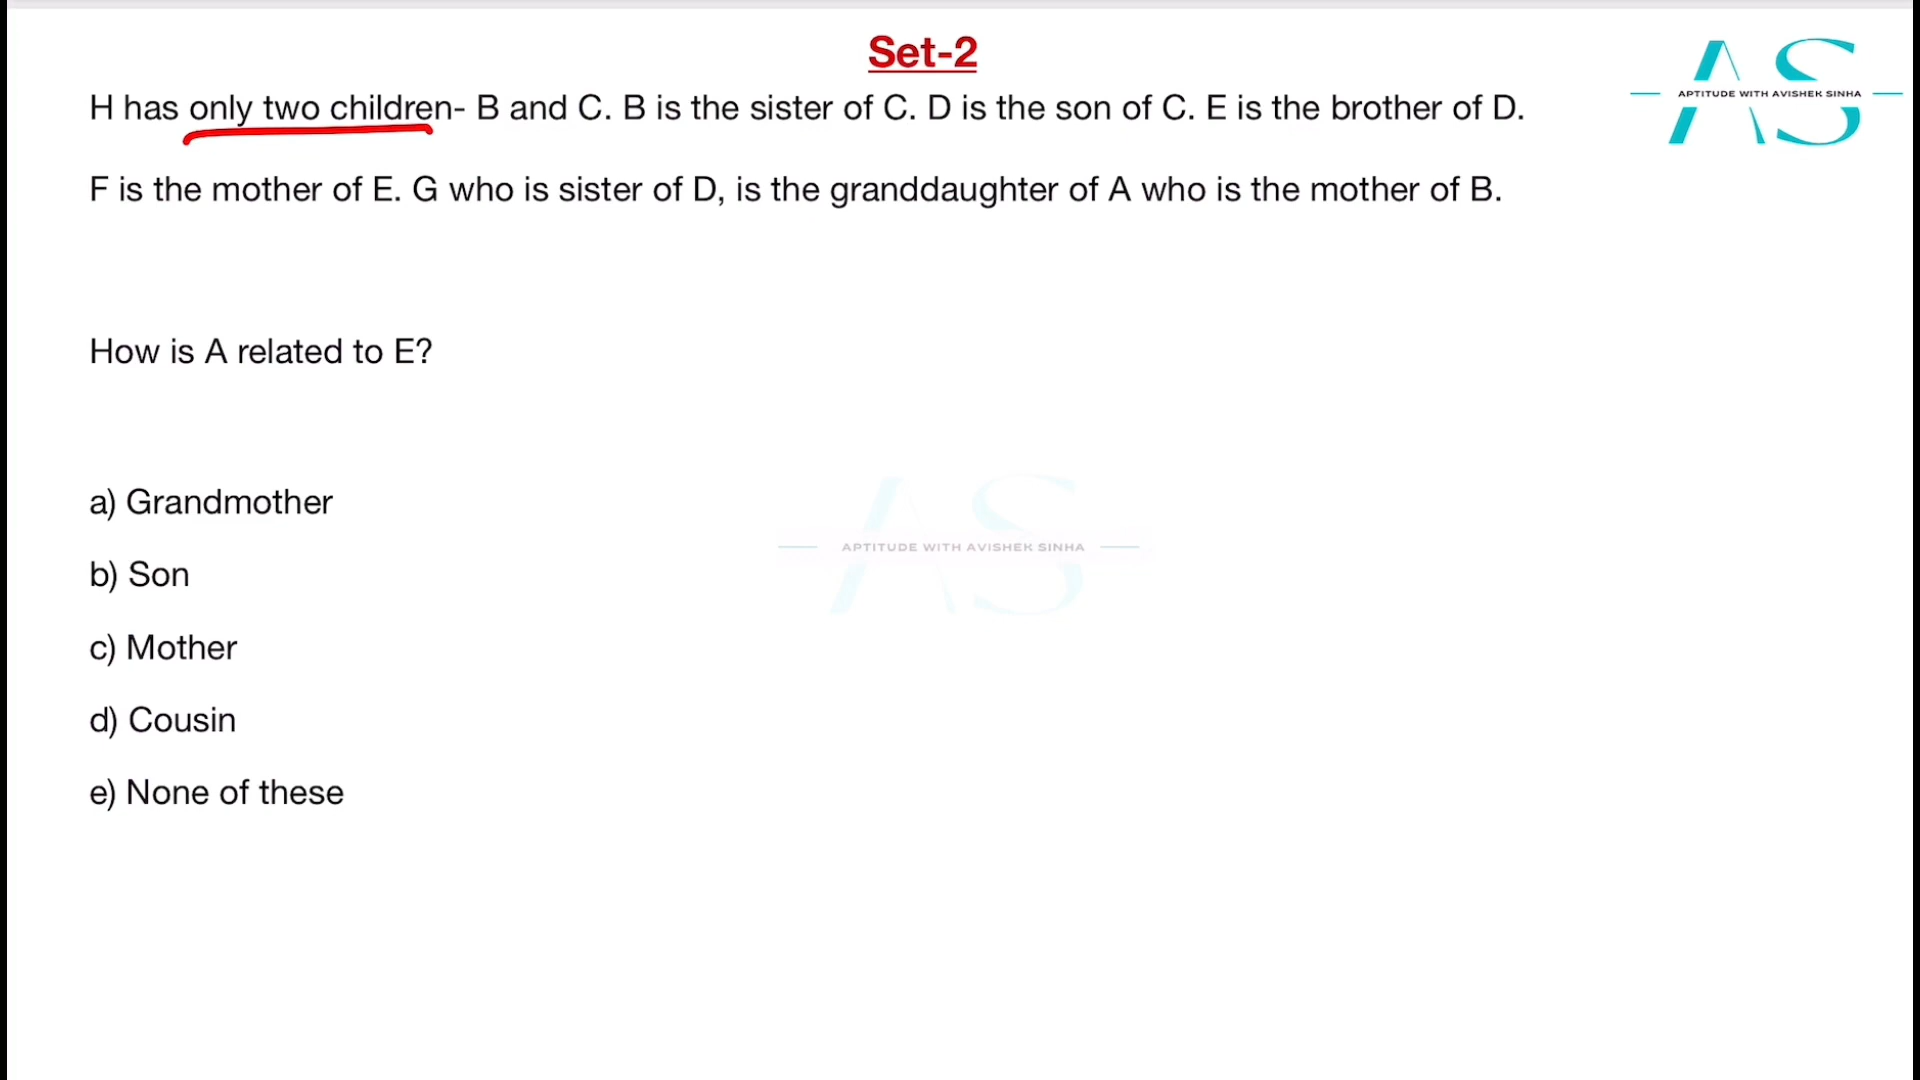 Set-2
AS
APTITUDE WITH AVISHEK SINHA
H has only two children- B and C. B is the sister of C. D is the son of C. E is the brother of D.
F is the mother of E. G who is sister of D, is the granddaughter of A who is the mother of B.
How is A related to E?
a) Grandmother
AS
APTITUDE WITH AVISHEK SINHA
b) Son
c) Mother
d) Cousin
e) None of these